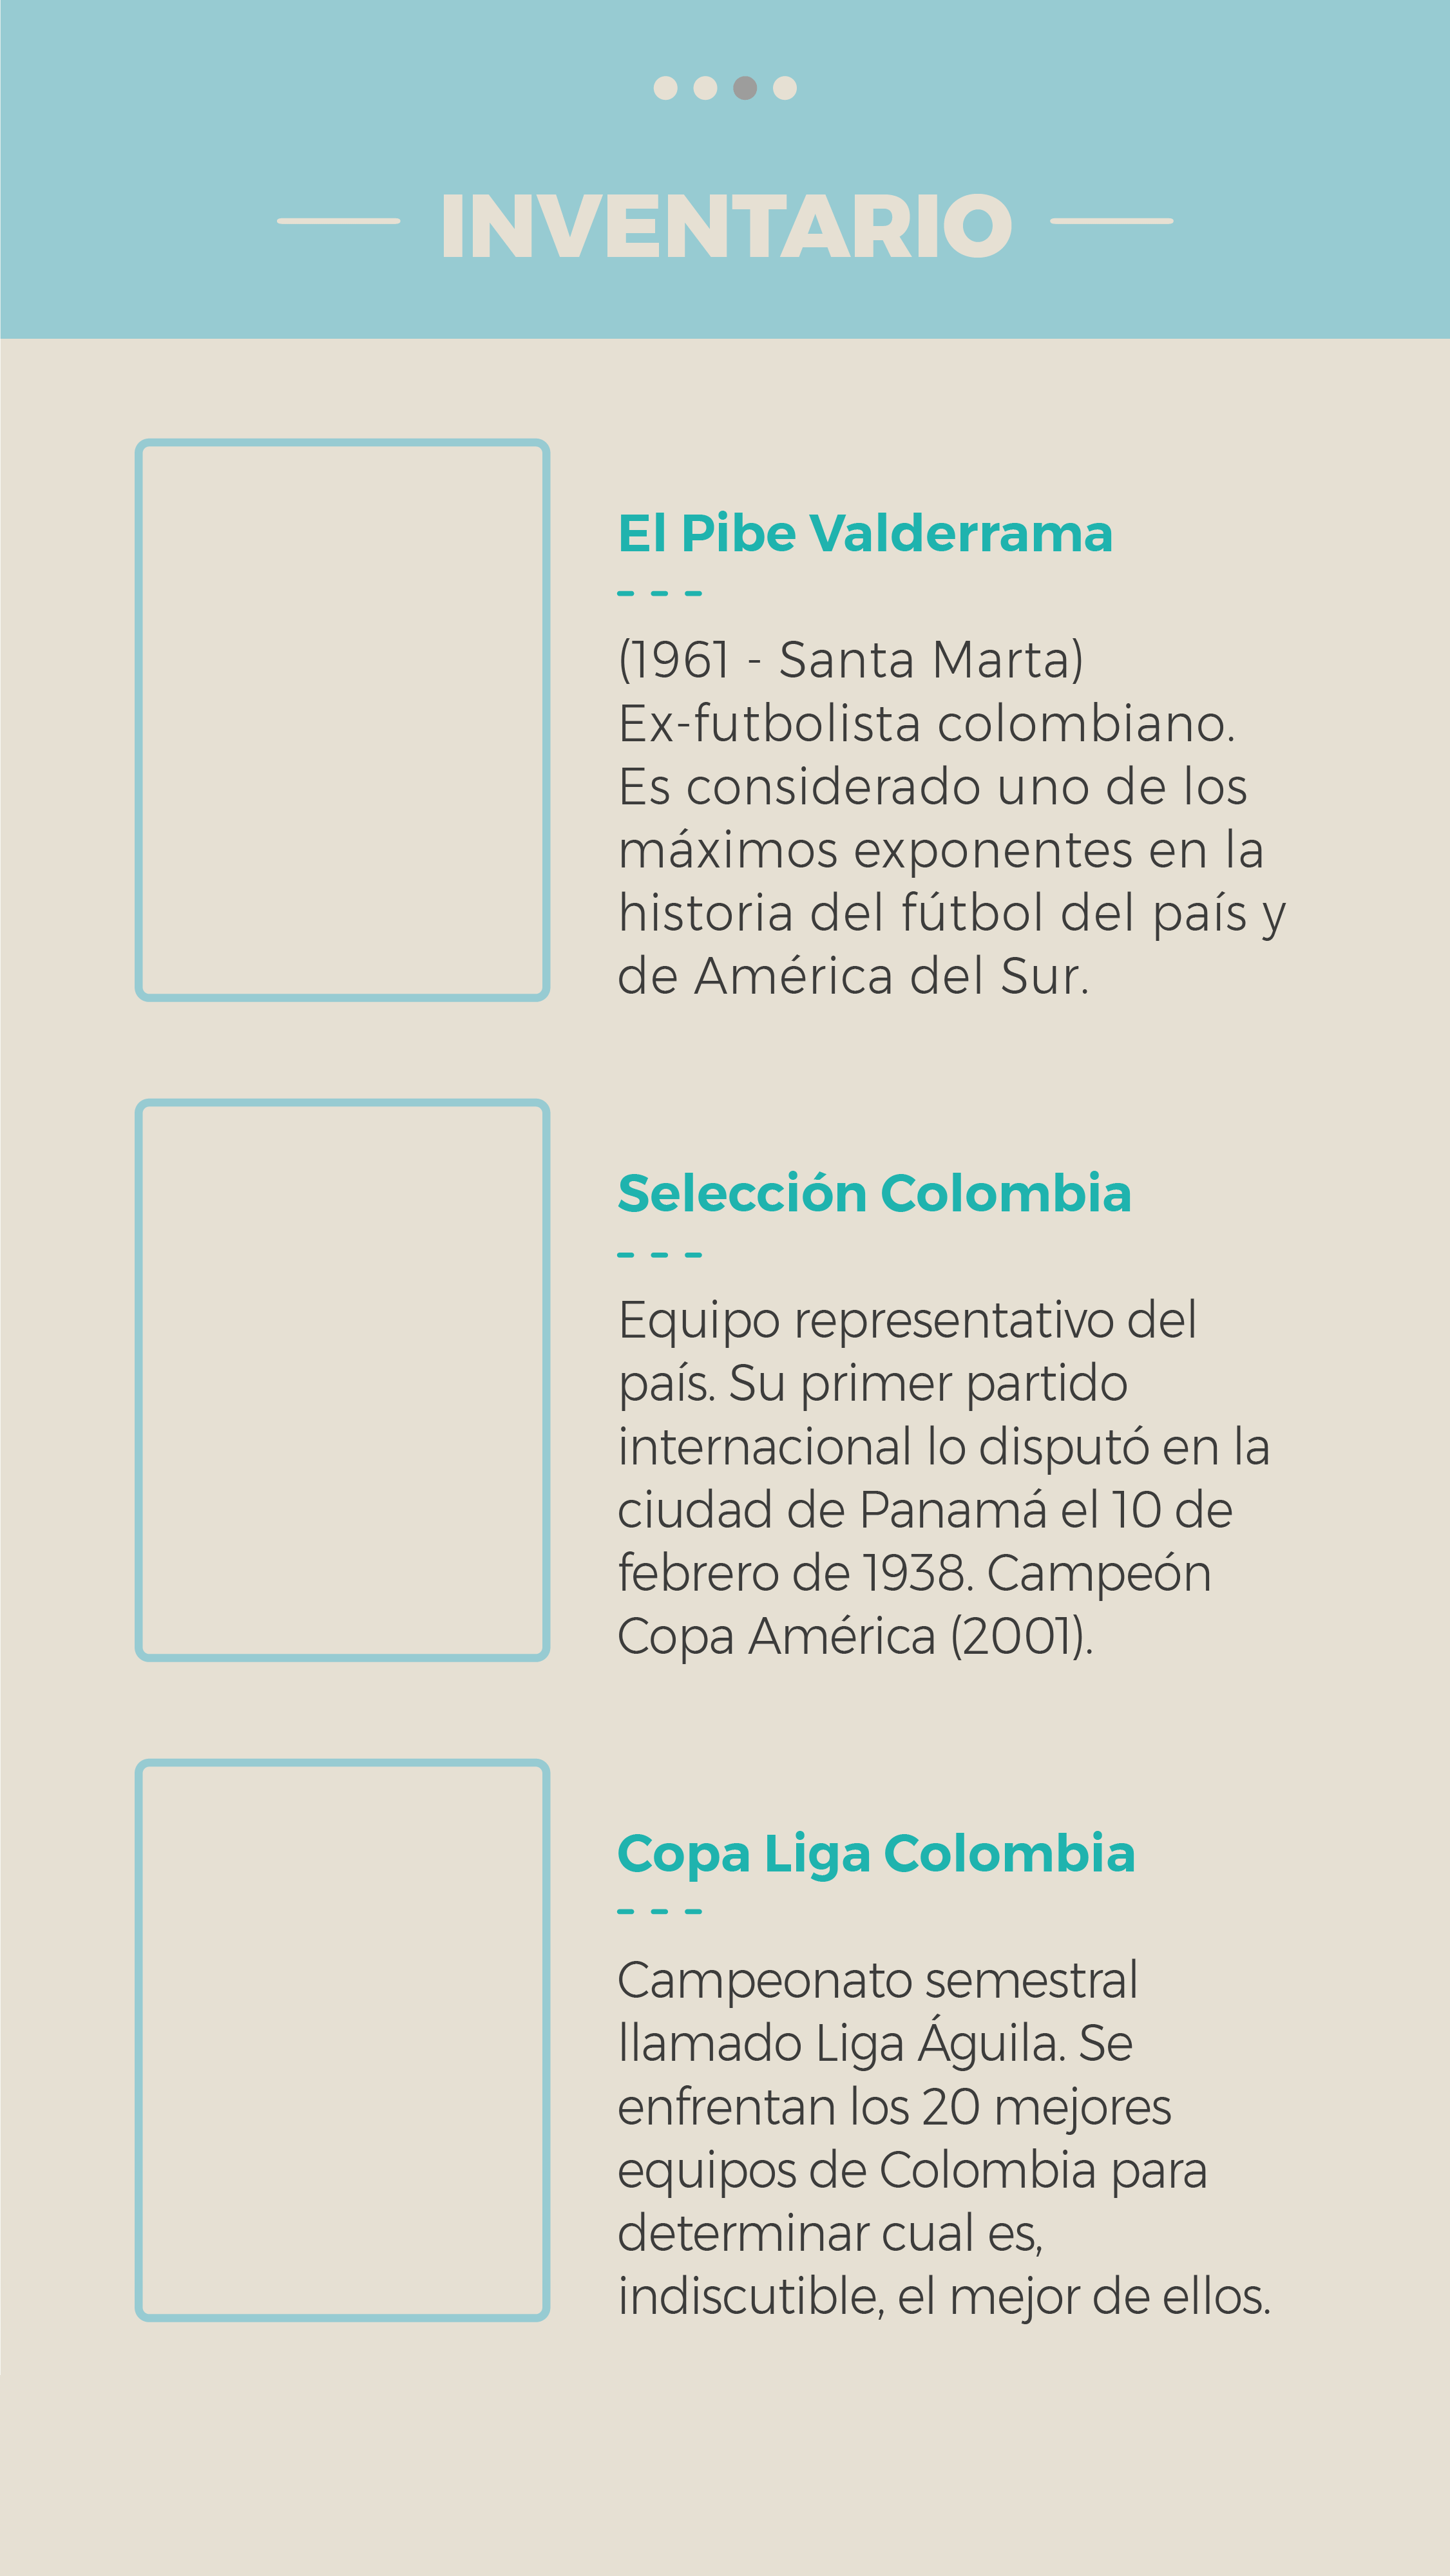 INVENTARIO
El Pibe Valderrama
(1961 - Santa Marta)
Ex-futbolista colombiano.
Es considerado uno de los
máximos exponentes en la
historia del fútbol del país y
de América del Sur.
Selección Colombia
Equipo representativo del
país. Su primer partido
internacional lo disputó en la
ciudad de Panamá el 10 de
febrero de 1938. Campeón
Copa América (2001).
Copa Liga Colombia
Campeonato semestral
llamado Liga Águila. Se
enfrentan los 20 mejores
equipos de Colombia para
determinar cual es,
indiscutible, el mejor de ellos.